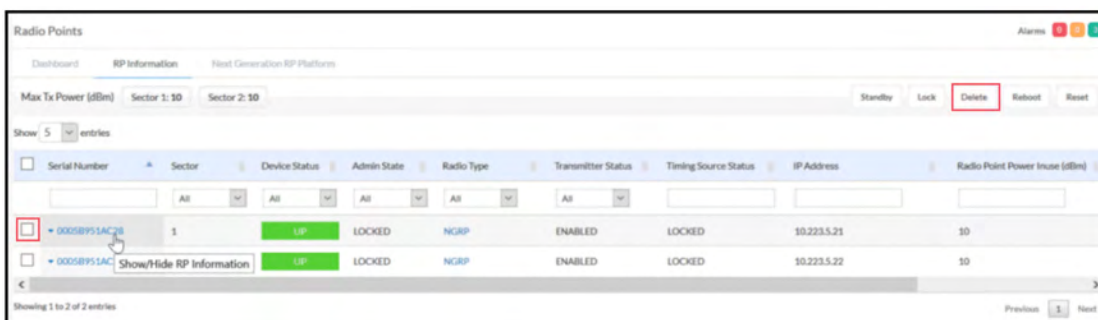 Radio Points Alarms 0
Dashboard RP Information Next Generation RP Platform
Max Tx Power (dBm) Sector 1: 10 Sector 2: 10 Standby Lock Delete Reboot Reset
Show 5 entries
Serial Number Sector Device Status Admin State Radio Type Transmitter Status Timing Source Status IP Address Radio Point Power Inuse (dBm)
All All All All All
0005B951AC28 1 UP LOCKED NGRP ENABLED LOCKED 10.223.5.21 10
0005B951AC UP LOCKED NGRP ENABLED LOCKED 10.223.5.22 10
Show/Hide RP Information
Showing 1 to 2 of 2 entries Previous 1 Next